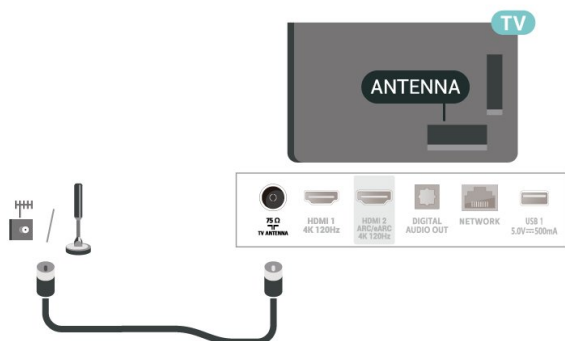 TV
ANTENNA
75 Ω
TV ANTENNA
HDMI 1
4K 120Hz
HDMI 2
ARC/eARC
4K 120Hz
DIGITAL
AUDIO OUT
NETWORK
USB 1
5.0V⎓500mA